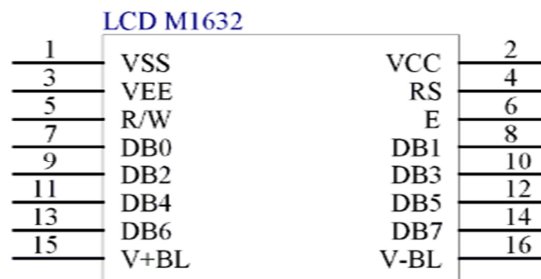 LCD M1632
1 VSS VCC 2
3 VEE RS 4
5 R/W E 6
7 DB0 DB1 8
9 DB2 DB3 10
11 DB4 DB5 12
13 DB6 DB7 14
15 V+BL V-BL 16